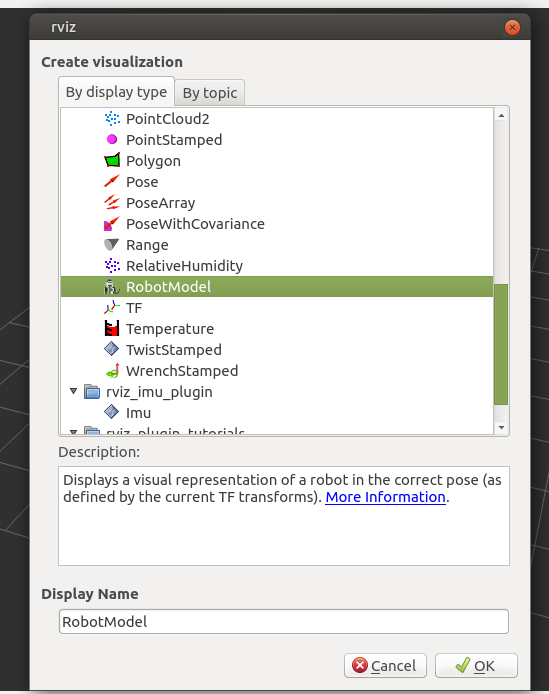 rviz
Create visualization
By display type
By topic
PointCloud2
PointStamped
Polygon
Pose
PoseArray
PoseWithCovariance
Range
RelativeHumidity
RobotModel
TF
Temperature
TwistStamped
WrenchStamped
rviz_imu_plugin
Imu
rviz_plugin_tutorials
Description:
Displays a visual representation of a robot in the correct pose (as
defined by the current TF transforms). More Information.
Display Name
RobotModel
Cancel
OK